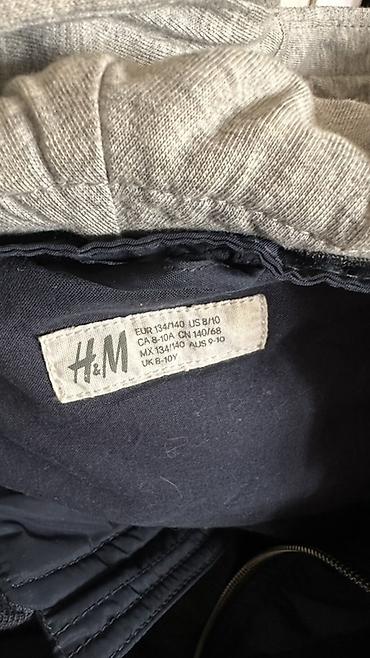 H&M
EUR 134/140 US 8/10
CA 8-10A CN 140/68
MX 134/140 AUS 9-10
UK 8-10Y